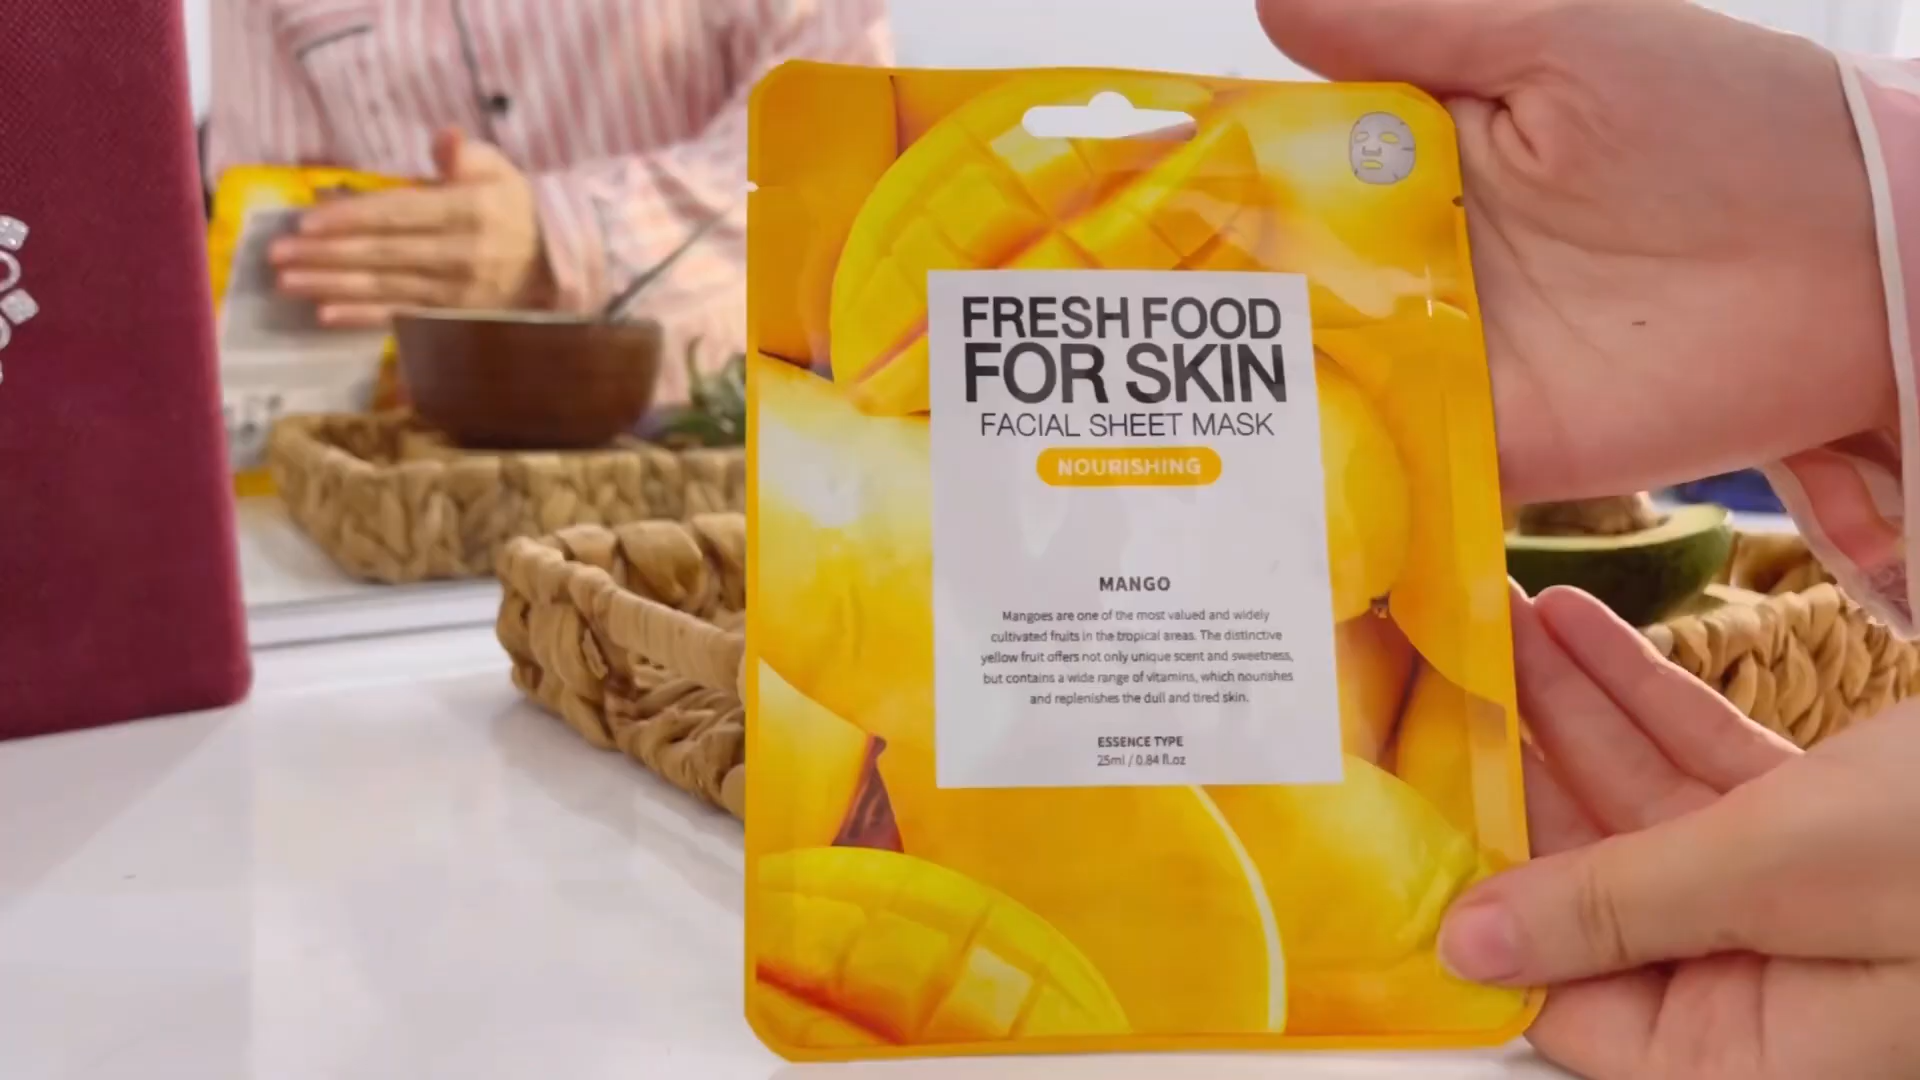 FRESH FOOD
FOR SKIN
FACIAL SHEET MASK
NOURISHING
MANGO
Mangoes are one of the most valued and widely
cultivated fruits in the tropical areas. The distinctive
yellow fruit offers not only unique scent and sweetness,
but contains a wide range of vitamins, which nourishes
and replenishes the dull and tired skin.
ESSENCE TYPE
25ml / 0.84 fl.oz